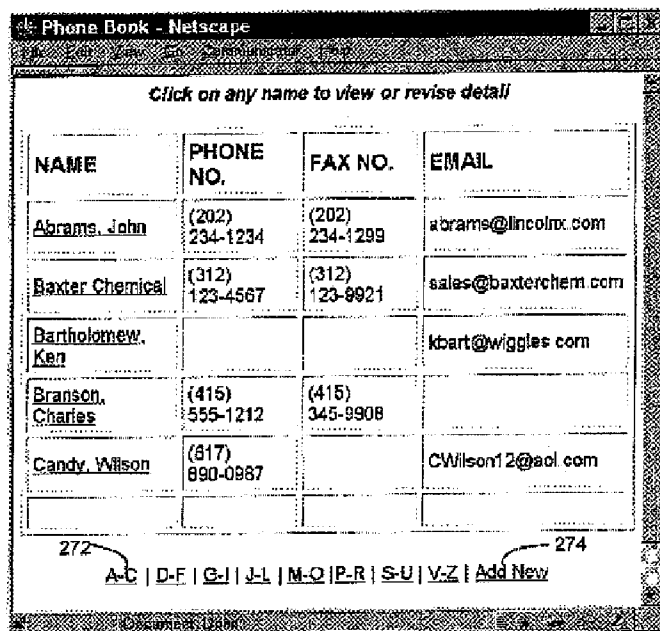 Phone Book - Netscape
Click on any name to view or revise detail
NAME
PHONE
NO.
FAX NO.
EMAIL
Abrams, John
(202)
234-1234
(202)
234-1299
abrams@lincolnx.com
Baxter Chemical
(312)
123-4567
(312)
123-9921
sales@baxterchem.com
Bartholomew,
Ken
kbart@wiggles.com
Branson,
Charles
(415)
555-1212
(415)
345-9908
Candy, Wilson
(617)
890-0987
CWilson12@aol.com
272
274
A-C | D-F | G-I | J-L | M-O | P-R | S-U | V-Z | Add New